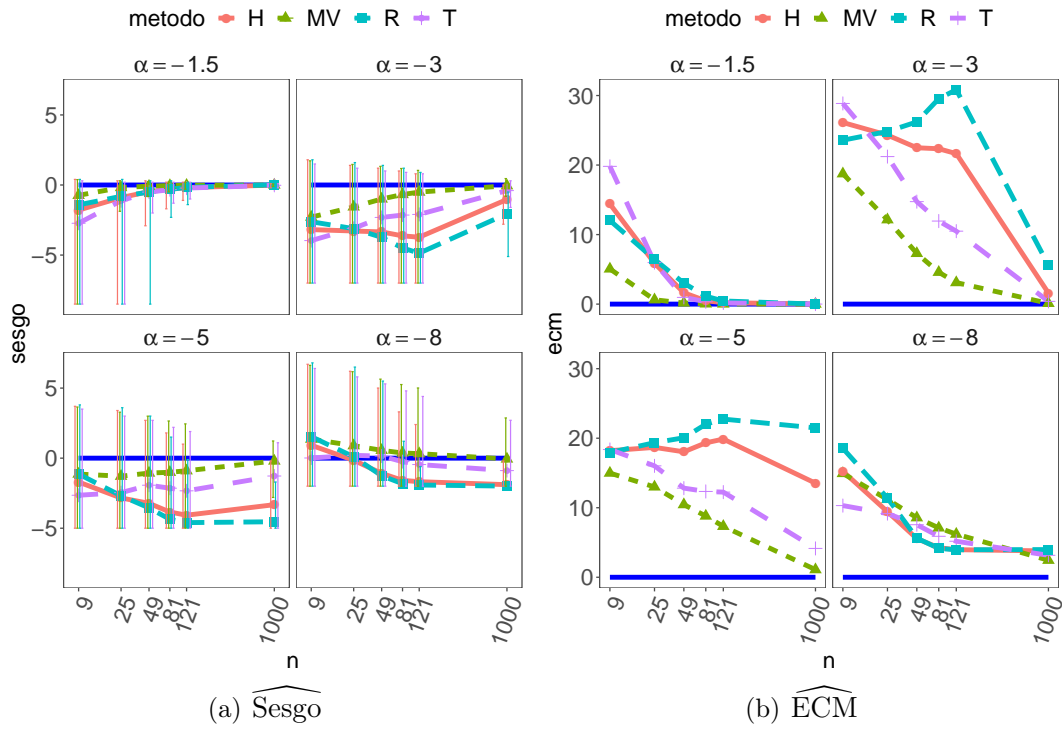 metodo H MV R T
α = −1.5 α = −3
5
0
−5
sesgo
α = −5 α = −8
5
0
−5
9 25 49 81 121 1000 9 25 49 81 121 1000
n
(a) Sesgo
metodo H MV R T
α = −1.5 α = −3
30
20
10
0
ecm
α = −5 α = −8
30
20
10
0
9 25 49 81 121 1000 9 25 49 81 121 1000
n
(b) ECM